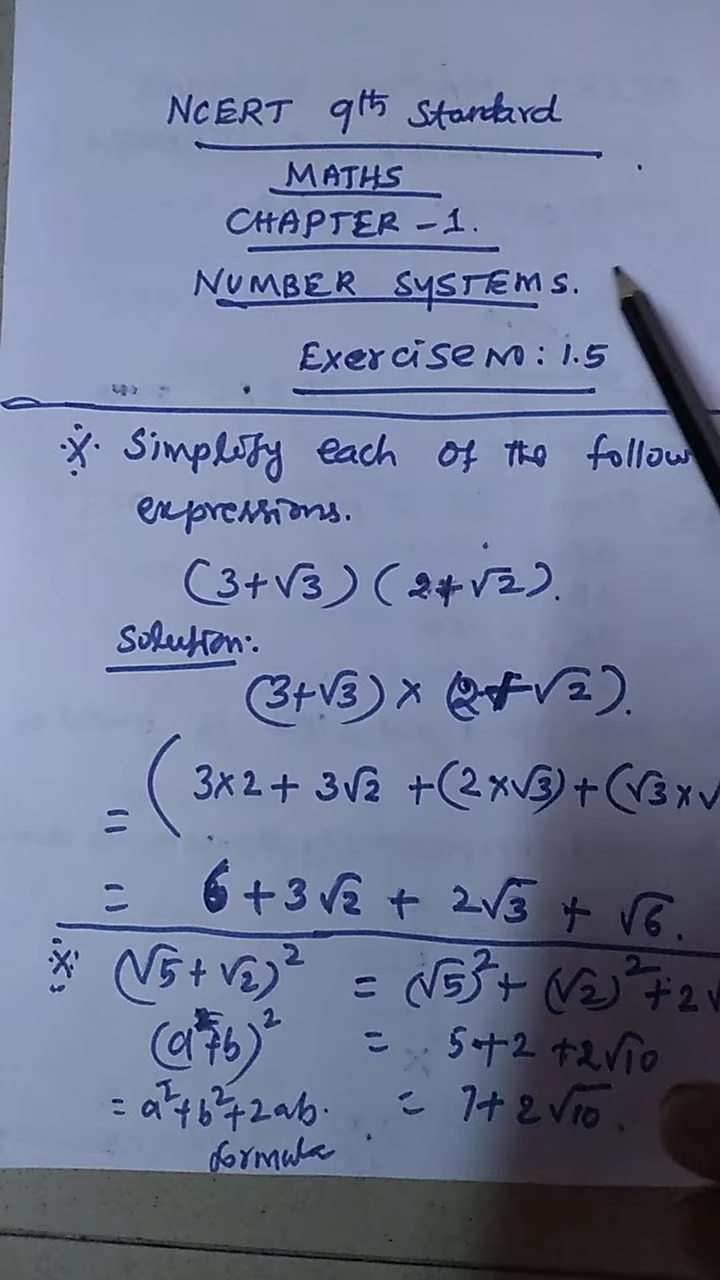 NCERT 9th Standard
MATHS
CHAPTER - 1.
NUMBER SYSTEMS.
Exercise NO: 1.5
Simplify each of the follow
expressions.
(3+√3) (2+√2).
Solution:
(3+√3) × (2+√2).
= (3×2 + 3√2 + (2×√3) + (√3×√
= 6 + 3√2 + 2√3 + √6.
(√5 + √2)² = (√5)² + (√2)² + 2√
(a+b)² = 5+2 +2√10
= a²+b²+2ab. = 7+2√10.
formula